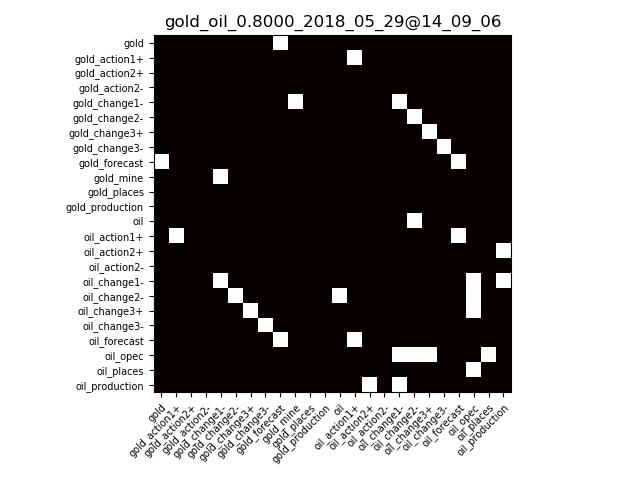 gold_oil_0.8000_2018_05_29@14_09_06
gold
gold_action1+
gold_action2+
gold_action2-
gold_change1-
gold_change2-
gold_change3+
gold_change3-
gold_forecast
gold_mine
gold_places
gold_production
oil
oil_action1+
oil_action2+
oil_action2-
oil_change1-
oil_change2-
oil_change3+
oil_change3-
oil_forecast
oil_opec
oil_places
oil_production
gold
gold_action1+
gold_action2+
gold_action2-
gold_change1-
gold_change2-
gold_change3+
gold_change3-
gold_forecast
gold_mine
gold_places
gold_production
oil
oil_action1+
oil_action2+
oil_action2-
oil_change1-
oil_change2-
oil_change3+
oil_change3-
oil_forecast
oil_opec
oil_places
oil_production